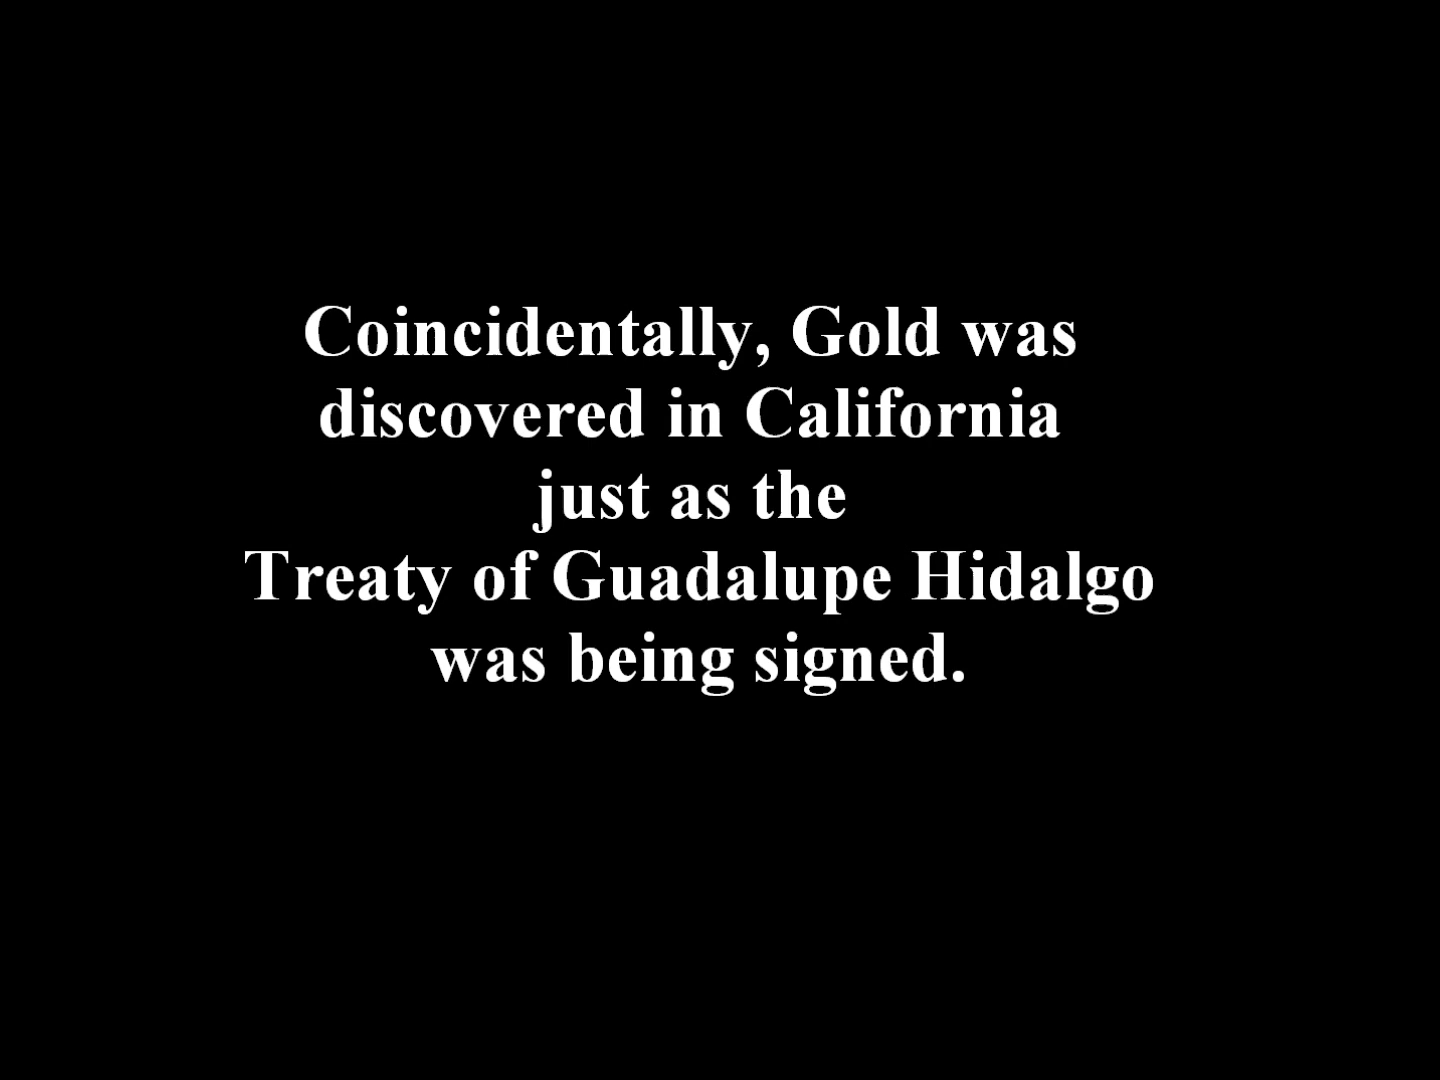 Coincidentally, Gold was
discovered in California
just as the
Treaty of Guadalupe Hidalgo
was being signed.